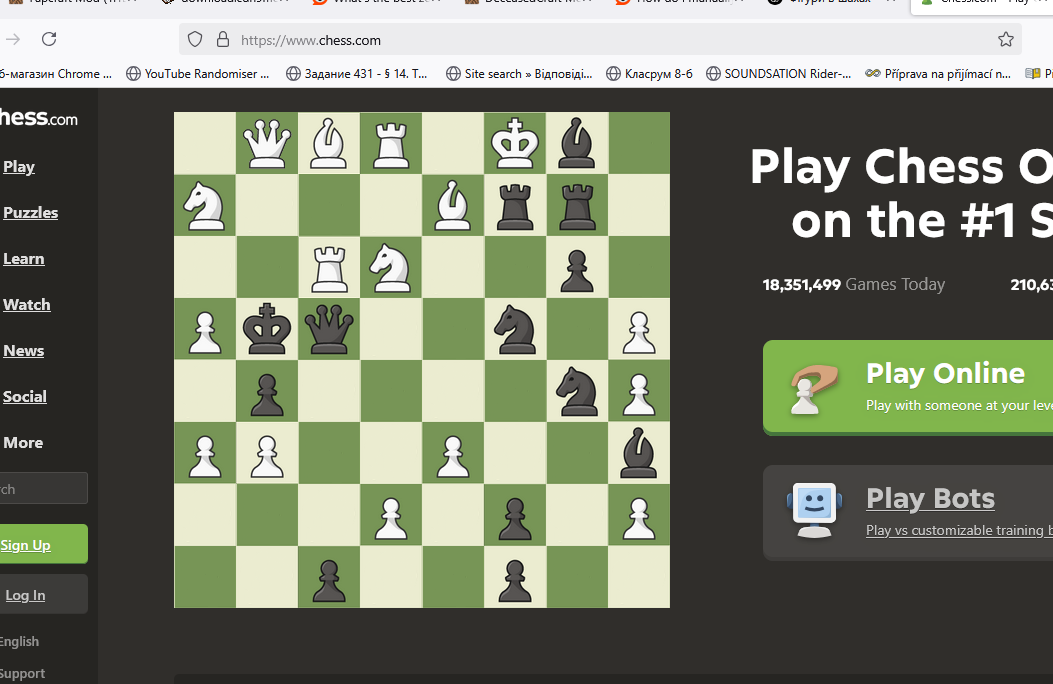 https://www.chess.com
YouTube Randomiser ...
Задание 431 - § 14. Т...
Site search » Відповіді...
Класрум 8-б
SOUNDSATION Rider-...
Příprava na přijímací n...
б-магазин Chrome ...
hess.com
Play
Puzzles
Learn
Watch
News
Social
More
rch
Sign Up
Log In
English
Support
Play Chess O
on the #1 S
18,351,499 Games Today
210,63
Play Online
Play with someone at your leve
Play Bots
Play vs customizable training b